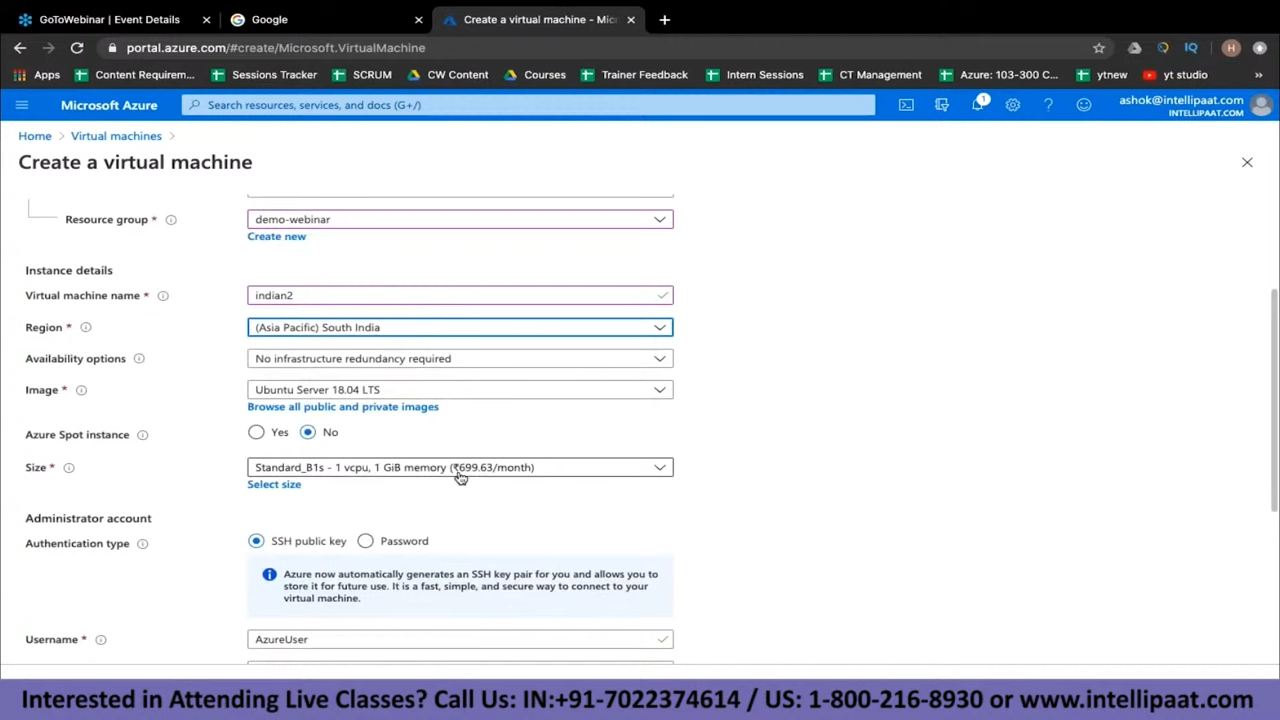 GoToWebinar | Event Details
Google
Create a virtual machine - Micr
portal.azure.com/#create/Microsoft.VirtualMachine
IQ
H
Apps
Content Requirem...
Sessions Tracker
SCRUM
CW Content
Courses
Trainer Feedback
Intern Sessions
CT Management
Azure: 103-300 C...
ytnew
yt studio
»
Microsoft Azure
Search resources, services, and docs (G+/)
1
ashok@intellipaat.com
INTELLIPAAT.COM
Home > Virtual machines >
Create a virtual machine
Resource group *
demo-webinar
Create new
Instance details
Virtual machine name *
indian2
Region *
(Asia Pacific) South India
Availability options
No infrastructure redundancy required
Image *
Ubuntu Server 18.04 LTS
Browse all public and private images
Azure Spot instance
Yes
No
Size *
Standard_B1s - 1 vcpu, 1 GiB memory (₹699.63/month)
Select size
Administrator account
Authentication type
SSH public key
Password
Azure now automatically generates an SSH key pair for you and allows you to
store it for future use. It is a fast, simple, and secure way to connect to your
virtual machine.
Username *
AzureUser
Interested in Attending Live Classes? Call Us: IN:+91-7022374614 / US: 1-800-216-8930 or www.intellipaat.com